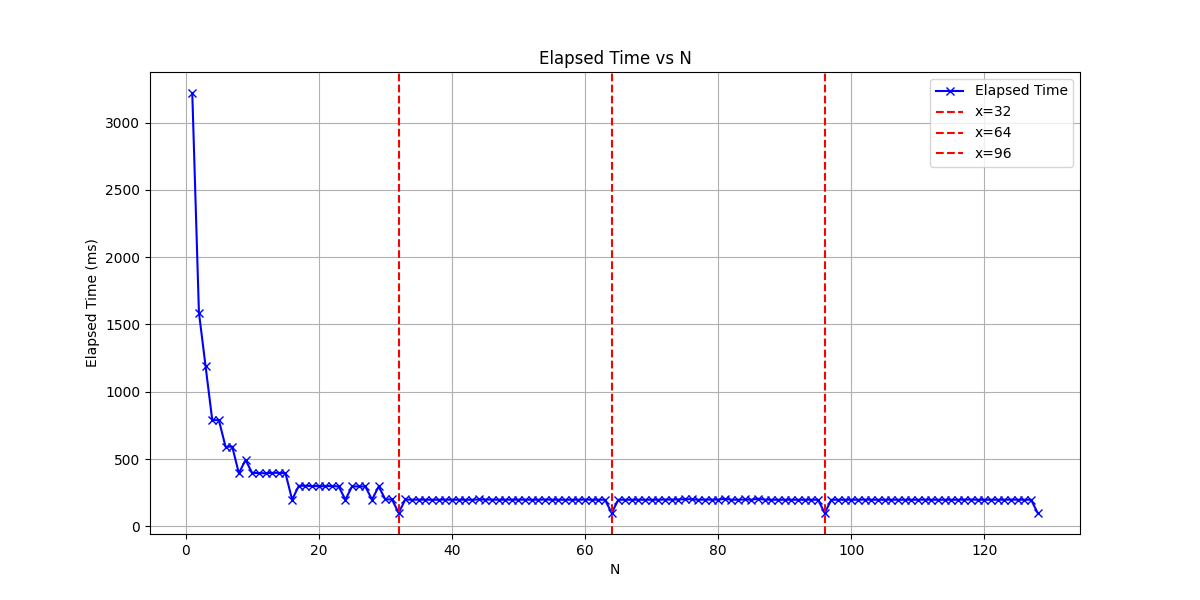 Elapsed Time vs N
Elapsed Time
x=32
x=64
x=96
Elapsed Time (ms)
3000
2500
2000
1500
1000
500
0
0 20 40 60 80 100 120
N